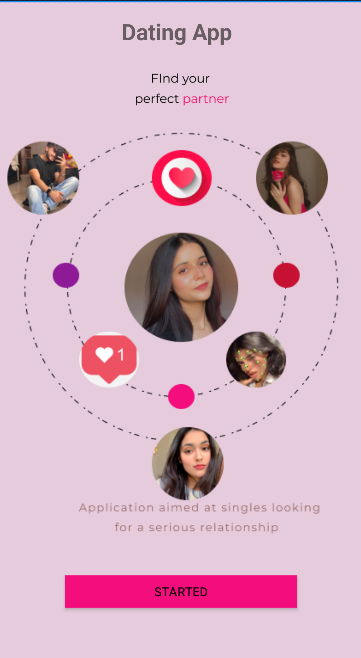 Dating App
FInd your
perfect partner
1
Application aimed at singles looking
for a serious relationship
STARTED